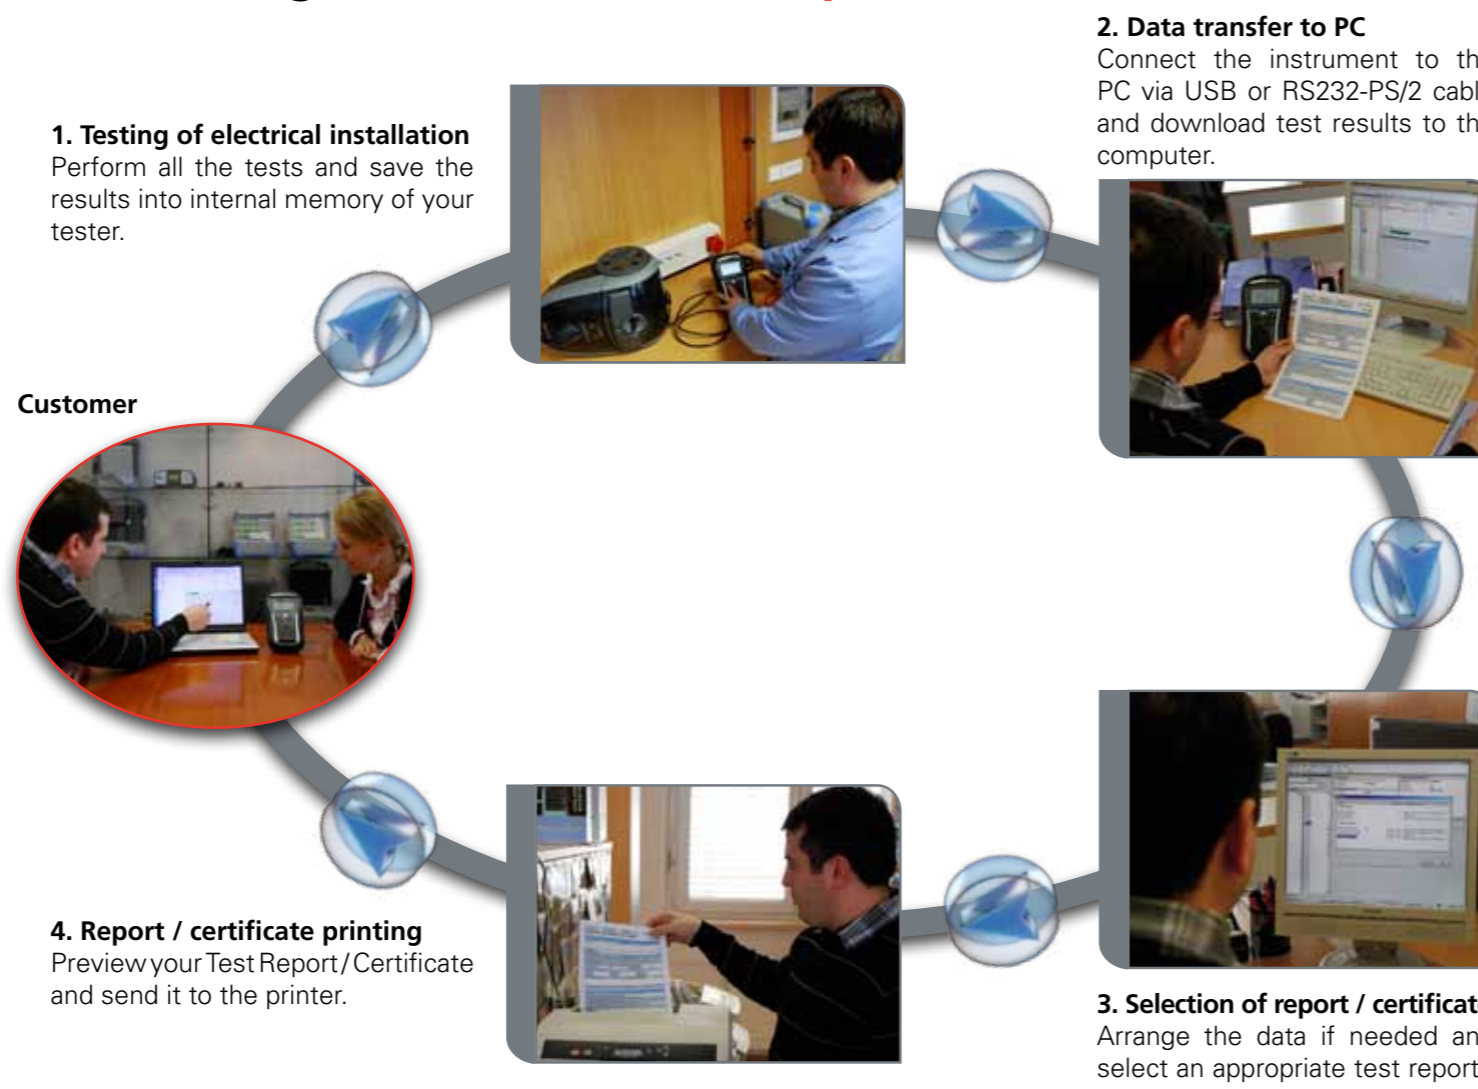 1. Testing of electrical installation
Perform all the tests and save the
results into internal memory of your
tester.
2. Data transfer to PC
Connect the instrument to th
PC via USB or RS232-PS/2 cabl
and download test results to th
computer.
Customer
4. Report / certificate printing
Preview your Test Report / Certificate
and send it to the printer.
3. Selection of report / certificat
Arrange the data if needed an
select an appropriate test report